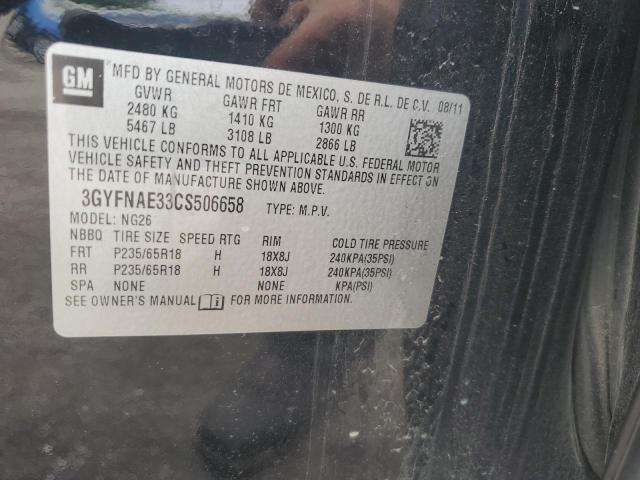 GM
*MFD BY GENERAL MOTORS DE MEXICO, S. DE R.L. DE C.V. 08/11
GVWR GAWR FRT GAWR RR
2480 KG 1410 KG 1300 KG
5467 LB 3108 LB 2866 LB
THIS VEHICLE CONFORMS TO ALL APPLICABLE U.S. FEDERAL MOTOR
VEHICLE SAFETY AND THEFT PREVENTION STANDARDS IN EFFECT ON
THE DATE OF MANUFACTURE SHOWN ABOVE.
3GYFNAE33CS506658 TYPE: M.P.V.
MODEL: NG26
NBBQ TIRE SIZE SPEED RTG RIM COLD TIRE PRESSURE
FRT P235/65R18 H 18X8J 240KPA(35PSI)
RR P235/65R18 H 18X8J 240KPA(35PSI)
SPA NONE NONE KPA(PSI)
SEE OWNER'S MANUAL FOR MORE INFORMATION.